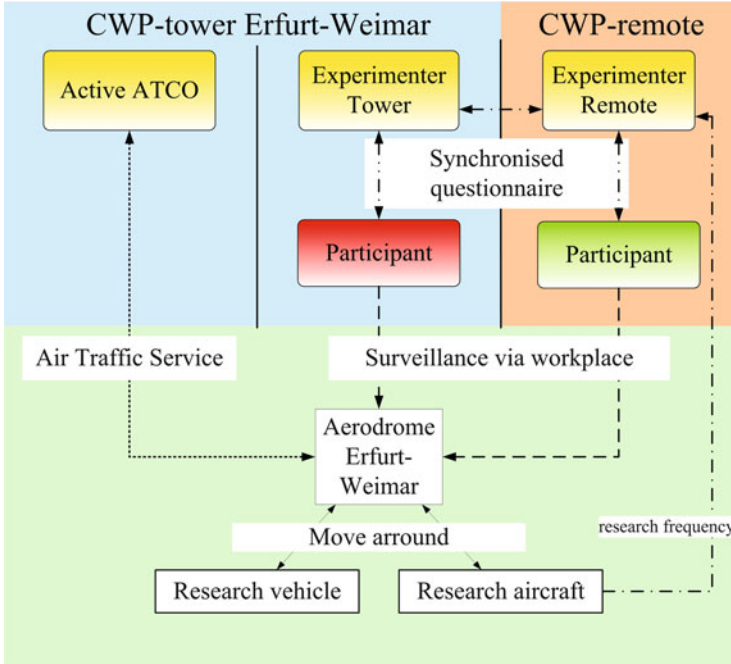 CWP-tower Erfurt-Weimar
CWP-remote
Active ATCO
Experimenter
Tower
Experimenter
Remote
Synchronised
questionnaire
Participant
Participant
Air Traffic Service
Surveillance via workplace
Aerodrome
Erfurt-
Weimar
Move arround
research frequency
Research vehicle
Research aircraft